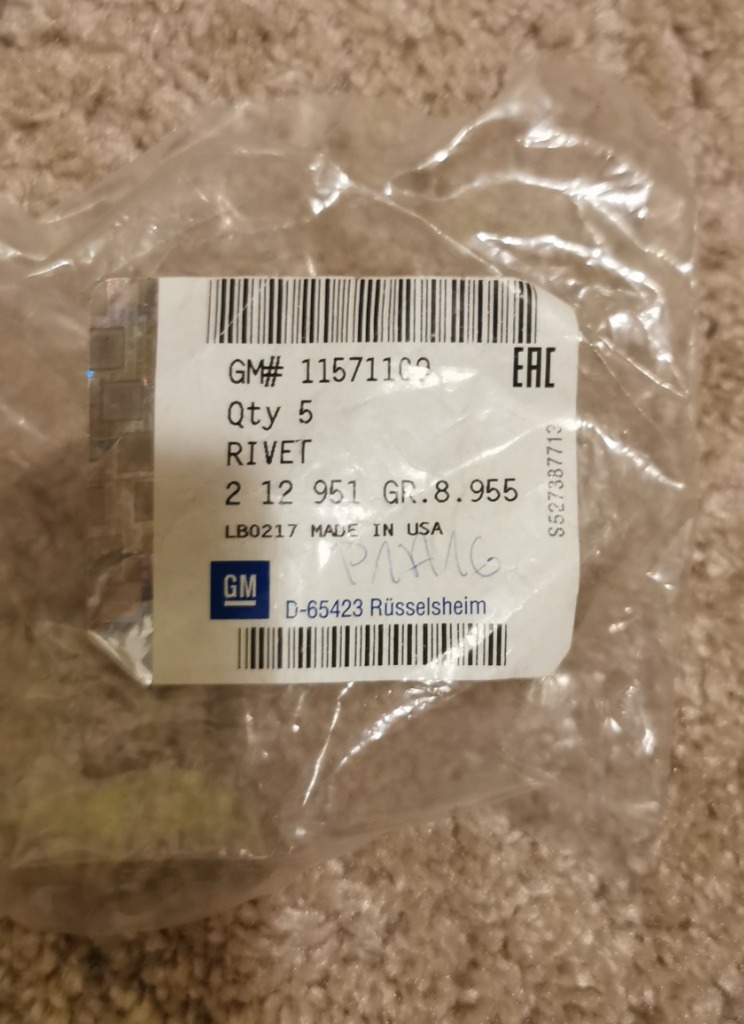 GM# 11571109
EAC
Qty 5
RIVET
2 12 951 GR.8.955
LB0217 MADE IN USA
S527387713
GM
D-65423 Rüsselsheim